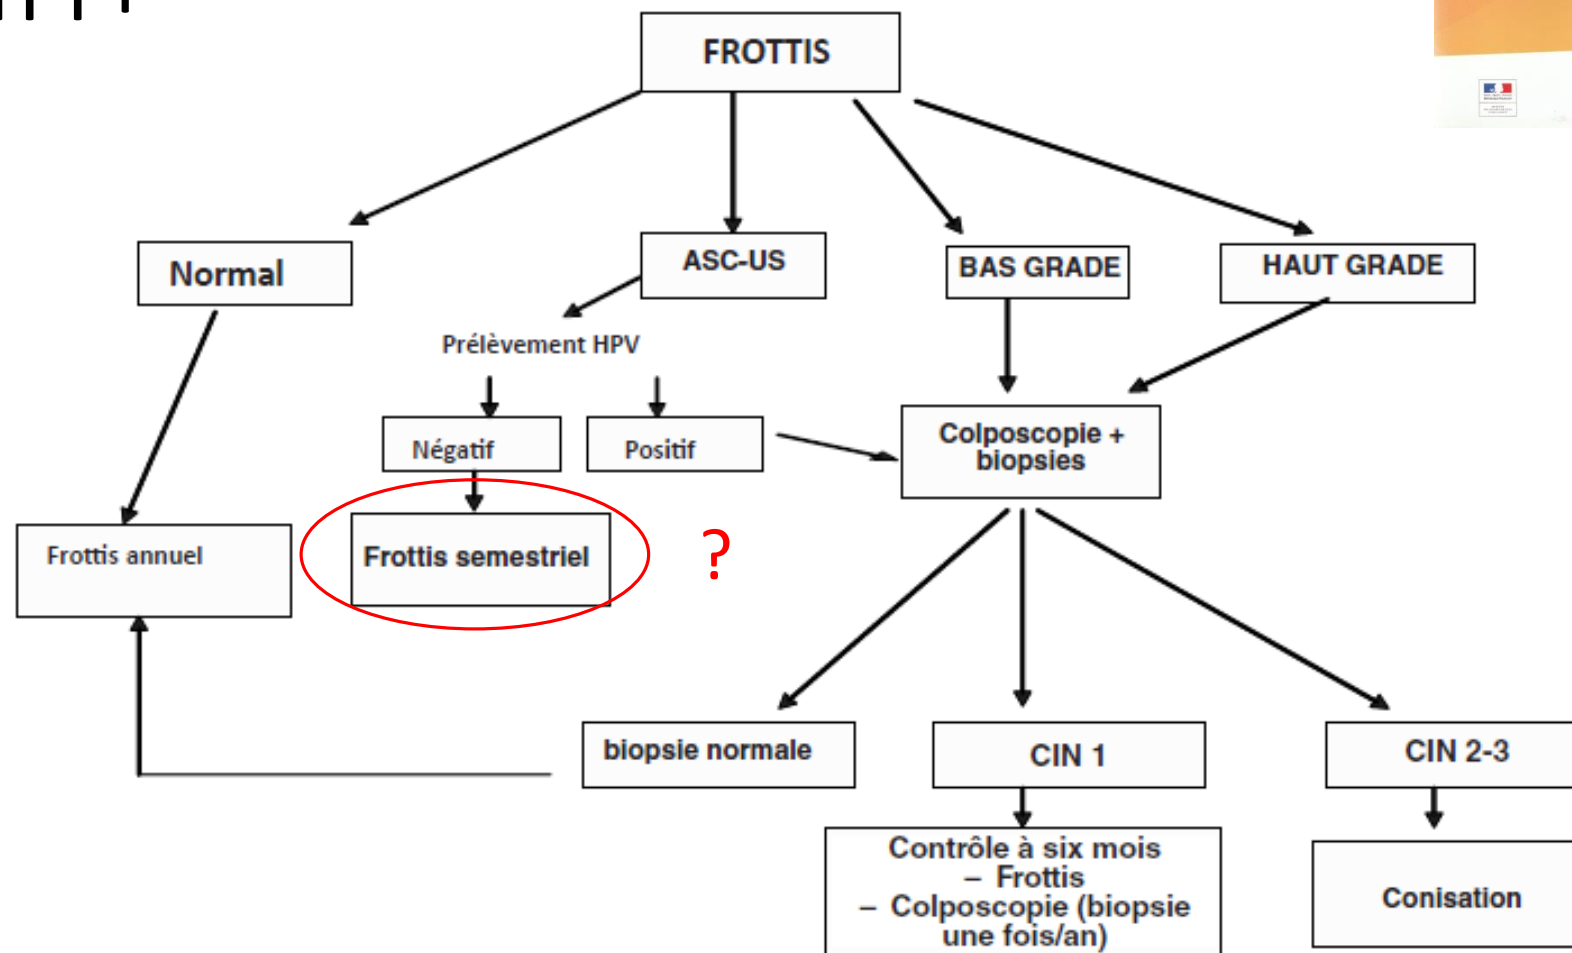 FROTTIS
Normal
ASC-US
BAS GRADE
HAUT GRADE
Prélèvement HPV
Négatif
Positif
Colposcopie +
biopsies
Frottis annuel
Frottis semestriel
?
biopsie normale
CIN 1
CIN 2-3
Contrôle à six mois
– Frottis
– Colposcopie (biopsie
une fois/an)
Conisation